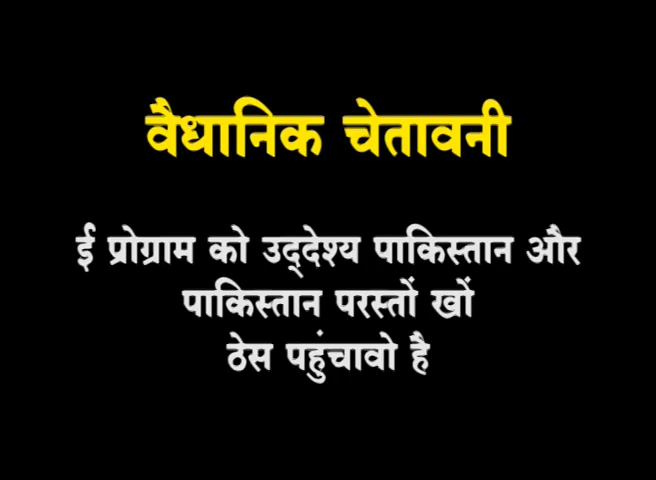 वैधानिक चेतावनी
ई प्रोग्राम को उद्‌देश्य पाकिस्तान और
पाकिस्तान परस्तों खों
ठेस पहुंचावो है